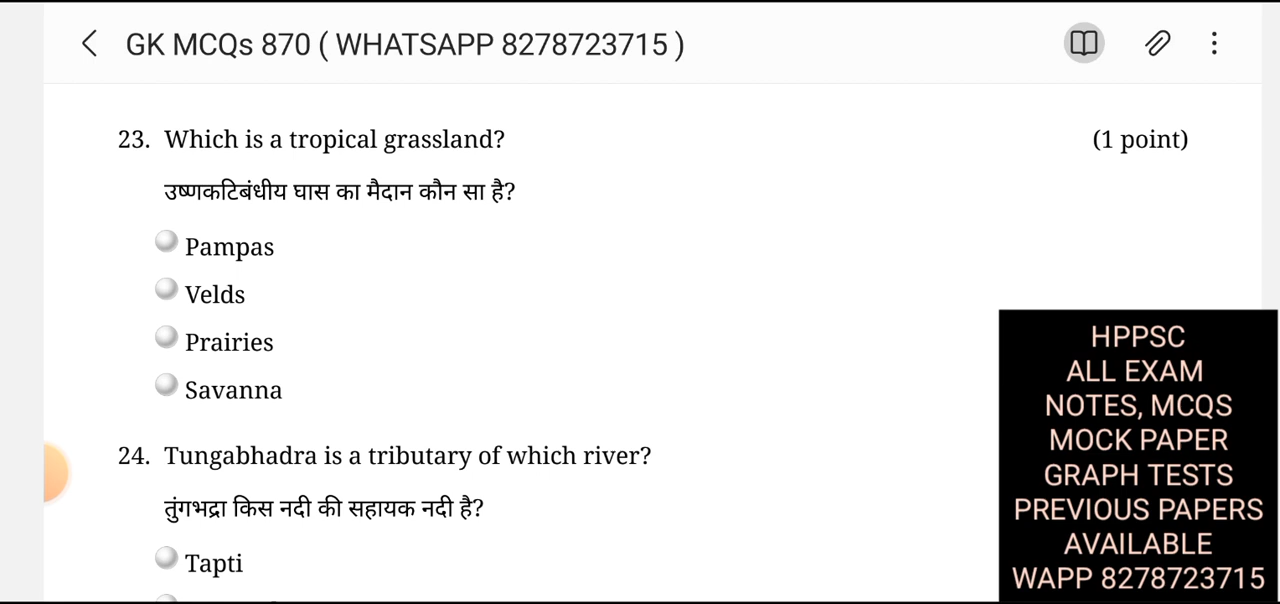 GK MCQs 870 ( WHATSAPP 8278723715 )
23. Which is a tropical grassland? (1 point)
उष्णकटिबंधीय घास का मैदान कौन सा है?
Pampas
Velds
Prairies
Savanna
24. Tungabhadra is a tributary of which river?
तुंगभद्रा किस नदी की सहायक नदी है?
Tapti
HPPSC
ALL EXAM
NOTES, MCQS
MOCK PAPER
GRAPH TESTS
PREVIOUS PAPERS
AVAILABLE
WAPP 8278723715